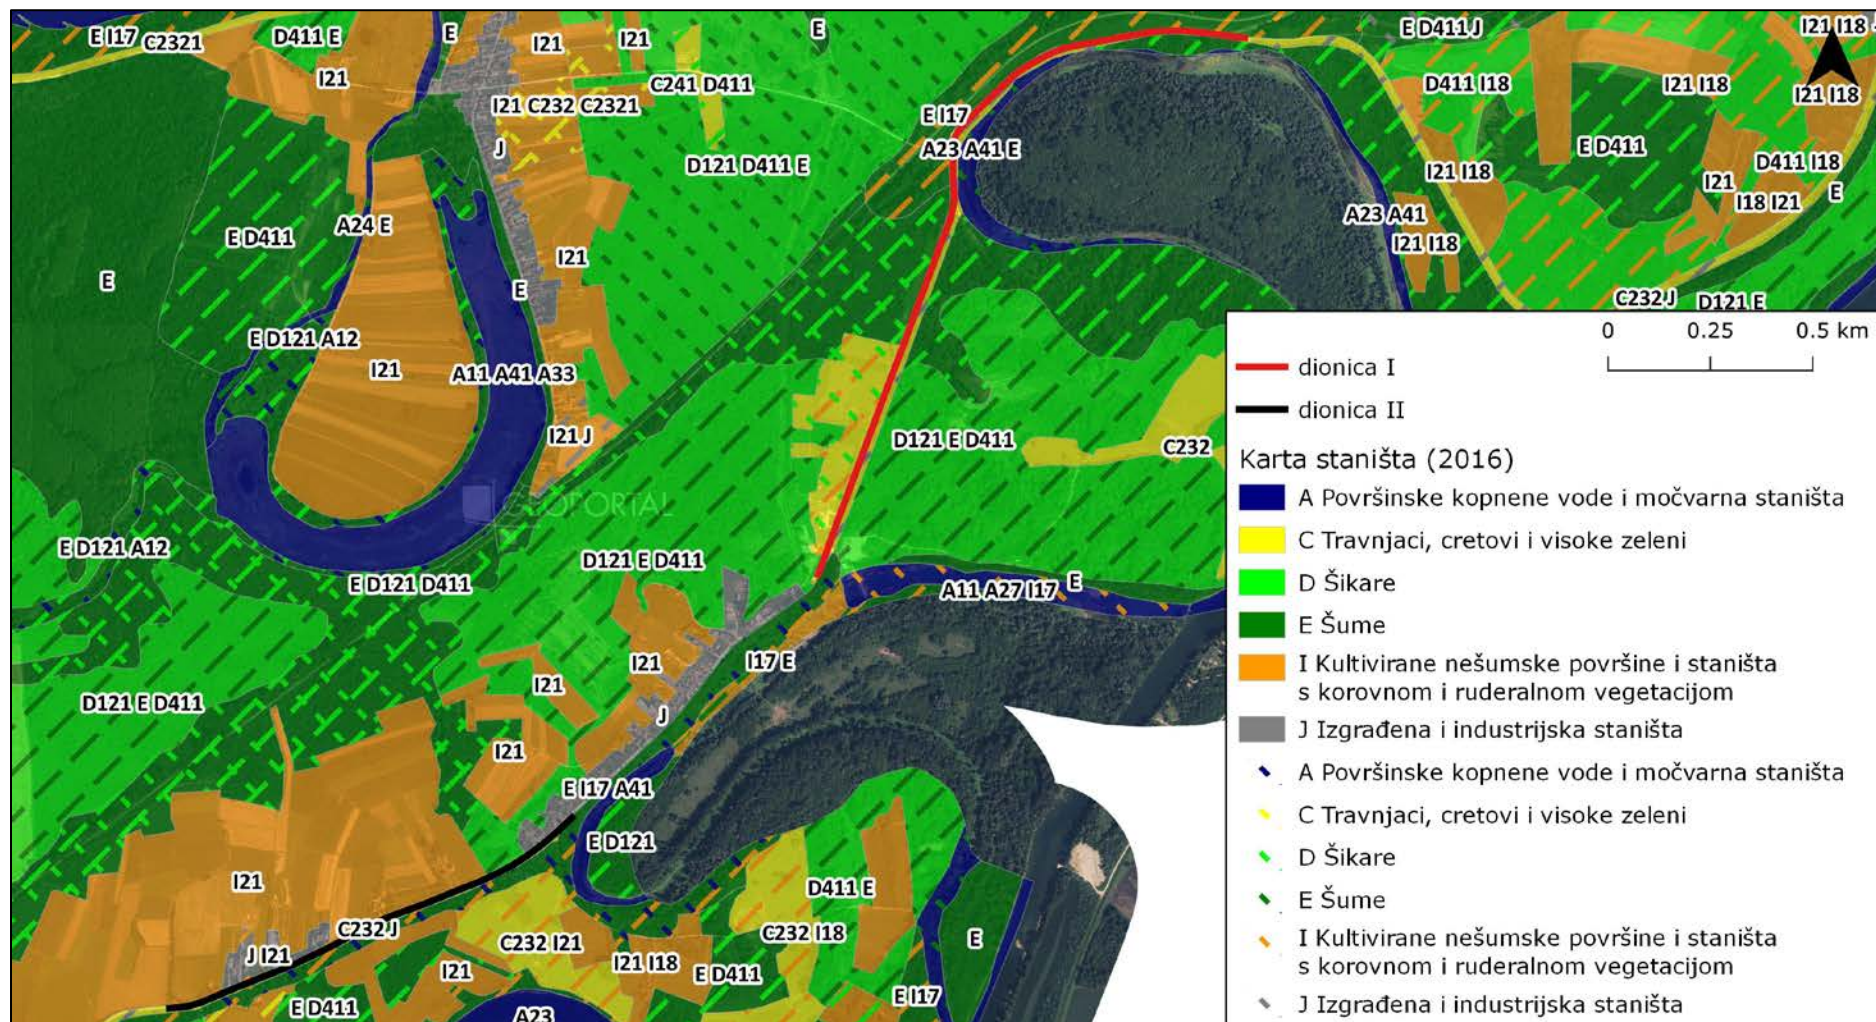 E I17
C2321
D411 E
E
I21
I21
E
E D411 J
I21 I18
I21
C241 D411
D411 I18
I21 I18
I21 I18
I21 C232 C2321
E I17
J
A23 A41 E
E D411
D121 D411 E
D411 I18
I21 I18
I21
E
I18 I21
A24 E
A23 A41
E D411
I21 I18
I21
E
E
C232 J
D121 E
E D121 A12
I21
A11 A41 A33
I21 J
D121 E D411
C232
GEOPORTAL
E D121 A12
D121 E D411
E D121 D411
A11 A27 I17
E
I21
I17 E
I21
D121 E D411
J
I21
E I17 A41
E D121
I21
D411 E
C232 J
C232 I18
J I21
C232 I21
E
I21
I21 I18
E D411
E I17
E D411
A23
0 0.25 0.5 km
dionica I
dionica II
Karta staništa (2016)
A Površinske kopnene vode i močvarna staništa
C Travnjaci, cretovi i visoke zeleni
D Šikare
E Šume
I Kultivirane nešumske površine i staništa
s korovnom i ruderalnom vegetacijom
J Izgrađena i industrijska staništa
A Površinske kopnene vode i močvarna staništa
C Travnjaci, cretovi i visoke zeleni
D Šikare
E Šume
I Kultivirane nešumske površine i staništa
s korovnom i ruderalnom vegetacijom
J Izgrađena i industrijska staništa